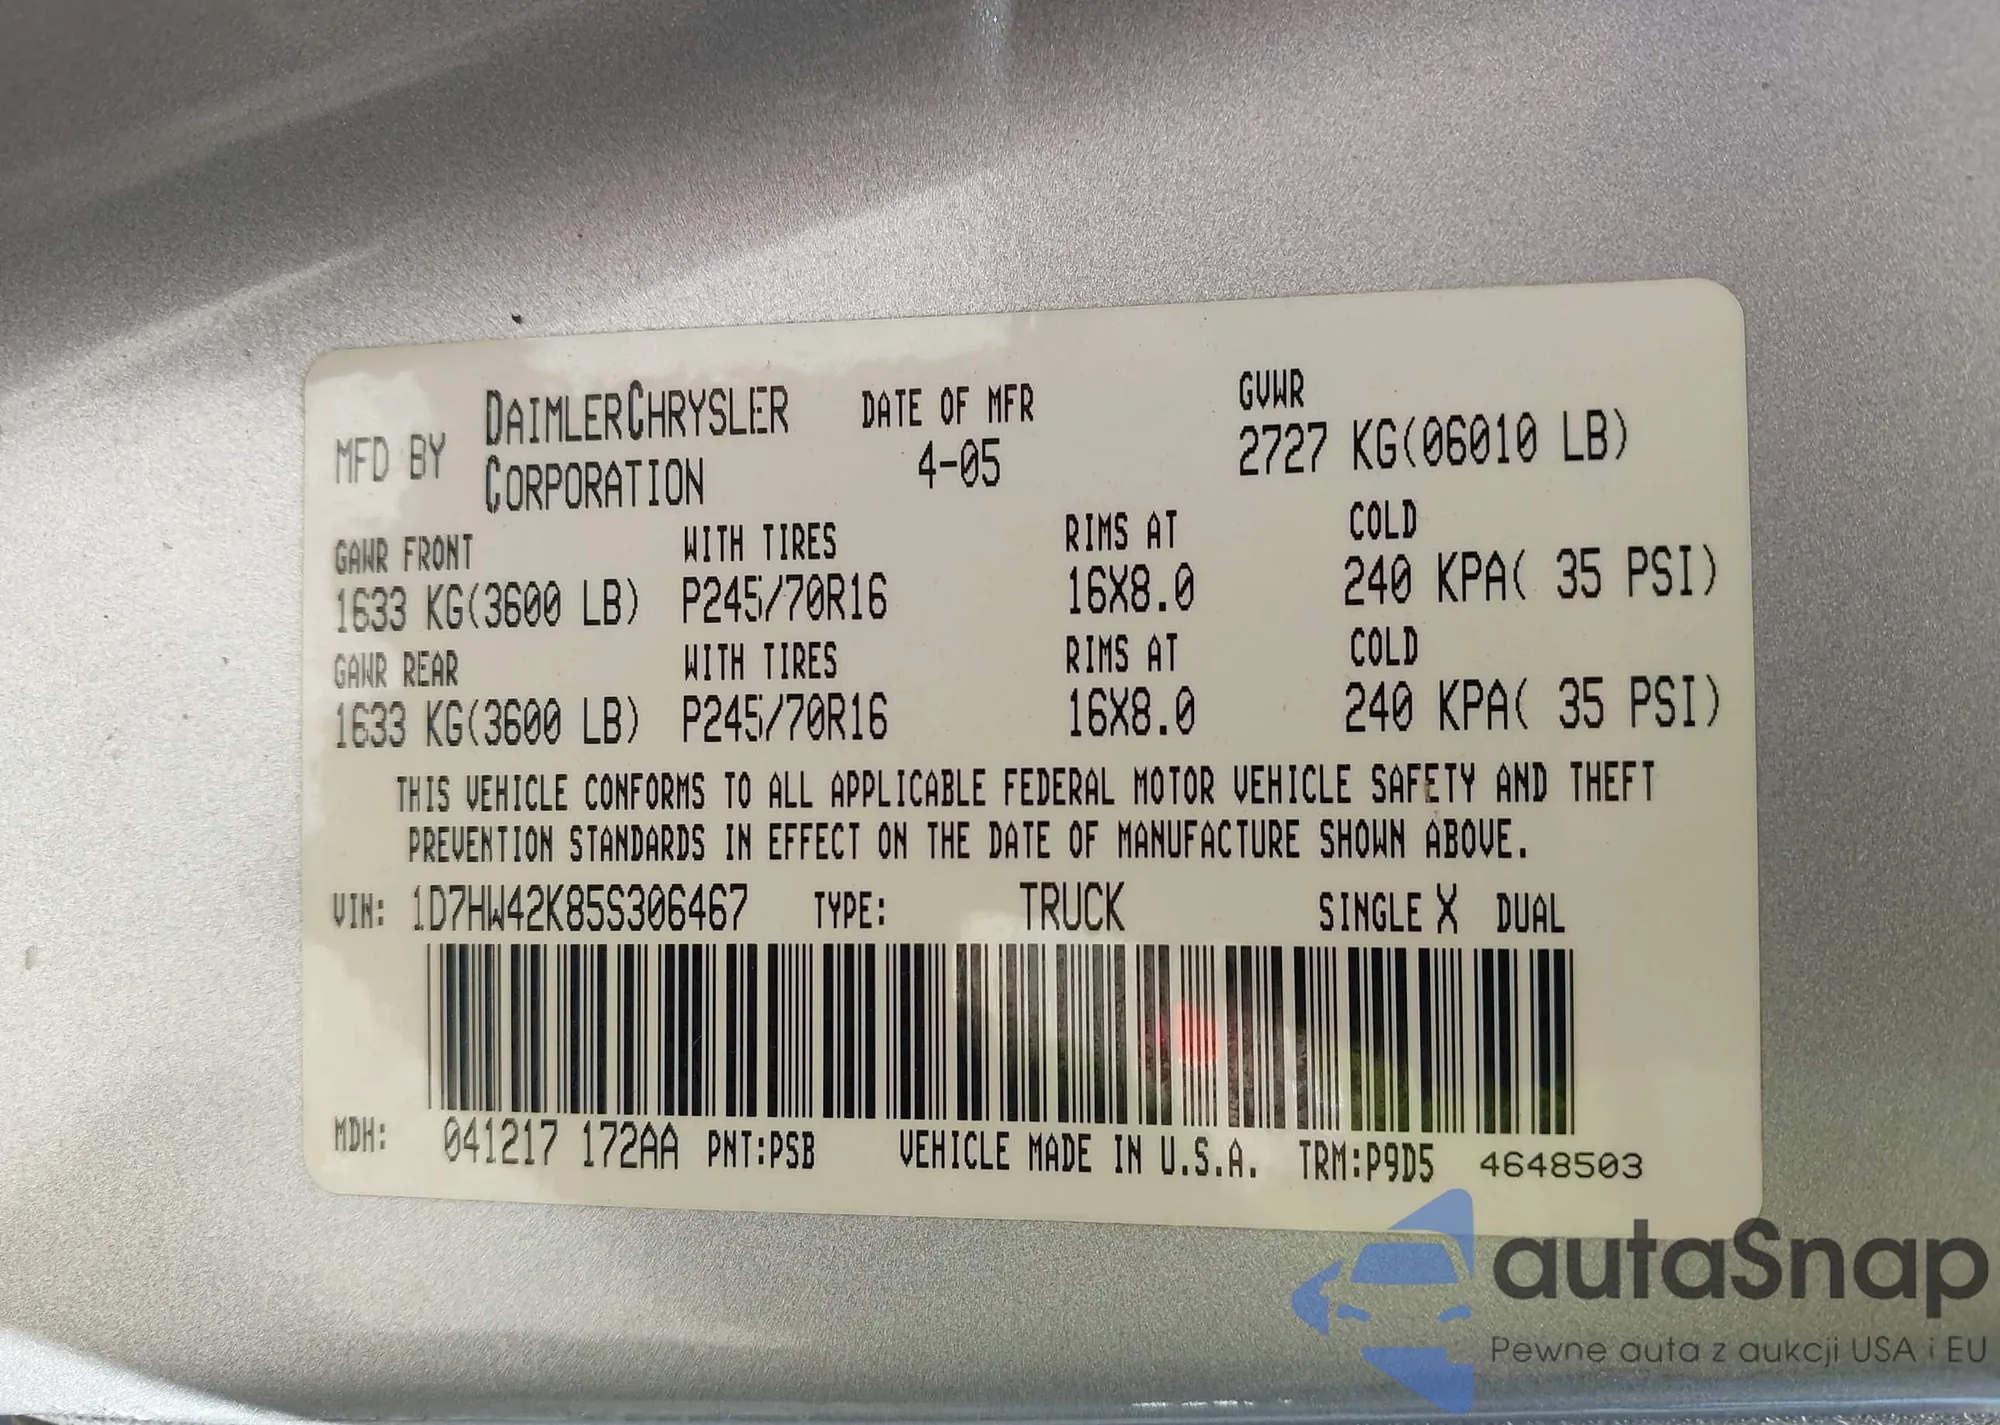 MFD BY DAIMLERCHRYSLER CORPORATION DATE OF MFR 4-05 GVWR 2727 KG(06010 LB)
GAWR FRONT WITH TIRES RIMS AT COLD
1633 KG(3600 LB) P245/70R16 16X8.0 240 KPA( 35 PSI)
GAWR REAR WITH TIRES RIMS AT COLD
1633 KG(3600 LB) P245/70R16 16X8.0 240 KPA( 35 PSI)
THIS VEHICLE CONFORMS TO ALL APPLICABLE FEDERAL MOTOR VEHICLE SAFETY AND THEFT
PREVENTION STANDARDS IN EFFECT ON THE DATE OF MANUFACTURE SHOWN ABOVE.
VIN: 1D7HW42K85S306467 TYPE: TRUCK SINGLE X DUAL
MDH: 041217 172AA PNT:PSB VEHICLE MADE IN U.S.A. TRM:P9D5 4648503
autaSnap
Pewne auta z aukcji USA i EU